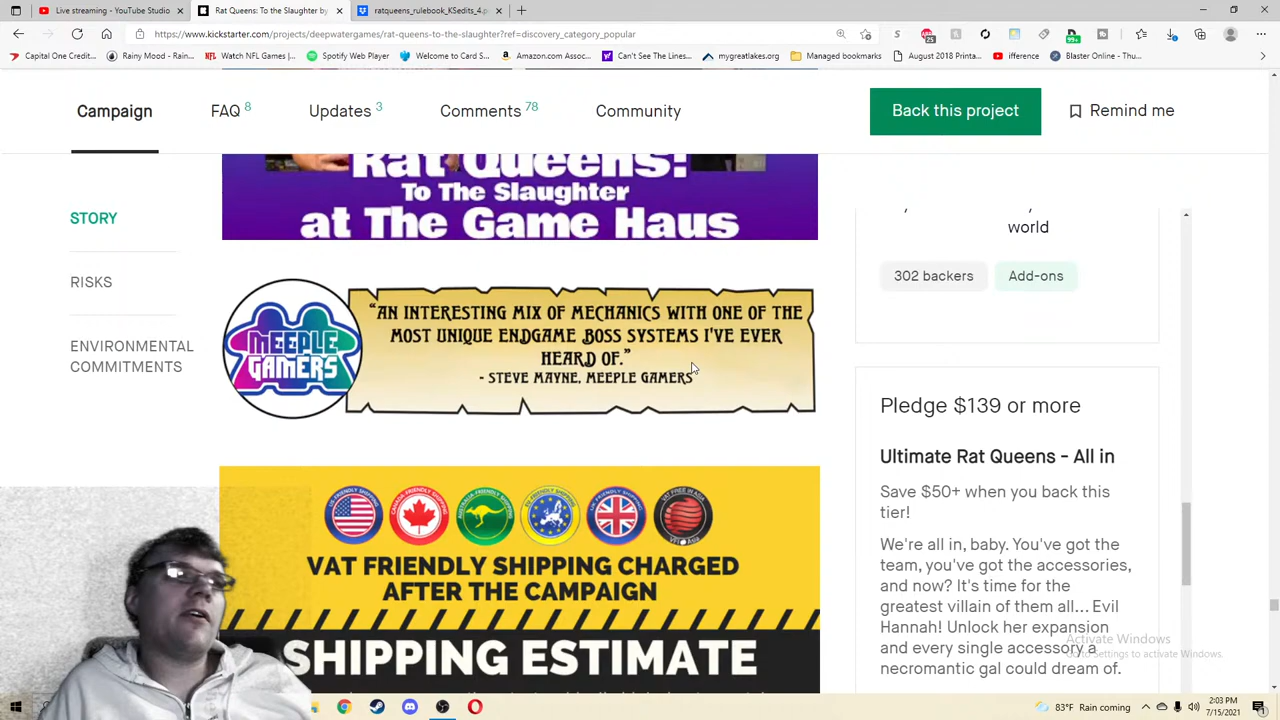 Live streaming - YouTube Studio
Rat Queens To the Slaughter by
ratqueens_rulebook_KSedits_4.p
https://www.kickstarter.com/projects/deepwatergames/rat-queens-to-the-slaughter?ref=discovery_category_popular
Capital One Credit...
Rainy Mood - Rain...
Watch NFL Games |...
Spotify Web Player
Welcome to Card S...
Amazon.com Assoc...
Can't See The Lines...
mygreatlakes.org
Managed bookmarks
August 2018 Printa...
ifference
Blaster Online - Thu...
Campaign
FAQ 8
Updates 3
Comments 78
Community
Back this project
Remind me
STORY
RISKS
ENVIRONMENTAL
COMMITMENTS
Rat Queens:
To The Slaughter
at The Game Haus
MEEPLE
GAMERS
“AN INTERESTING MIX OF MECHANICS WITH ONE OF THE
MOST UNIQUE ENDGAME BOSS SYSTEMS I'VE EVER
HEARD OF.”
- STEVE MAYNE, MEEPLE GAMERS
VAT FRIENDLY SHIPPING CHARGED
AFTER THE CAMPAIGN
SHIPPING ESTIMATE
world
302 backers
Add-ons
Pledge $139 or more
Ultimate Rat Queens - All in
Save $50+ when you back this
tier!
We're all in, baby. You've got the
team, you've got the accessories,
and now? It's time for the
greatest villain of them all... Evil
Hannah! Unlock her expansion
and every single accessory a
necromantic gal could dream of.
Activate Windows
Go to Settings to activate Windows.
83°F Rain coming
2:03 PM
7/15/2021